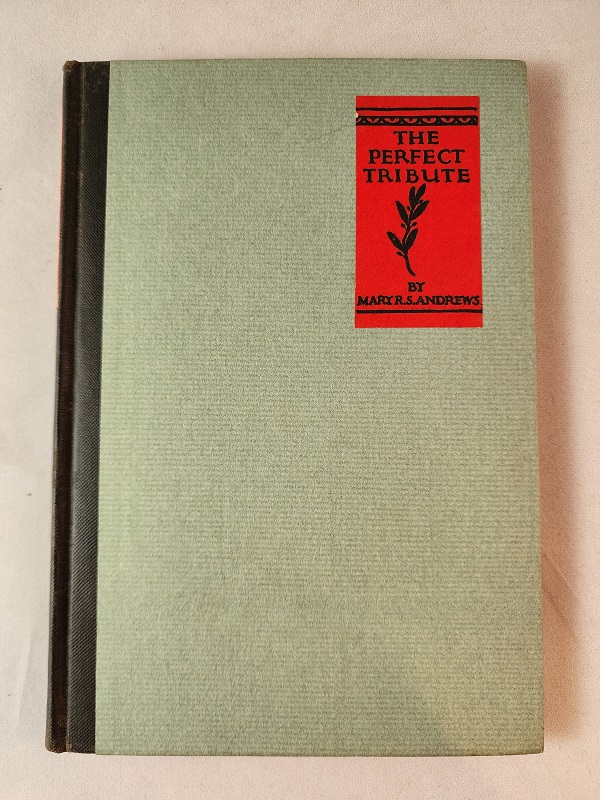 THE
PERFECT
TRIBUTE
BY
MARY R.S. ANDREWS